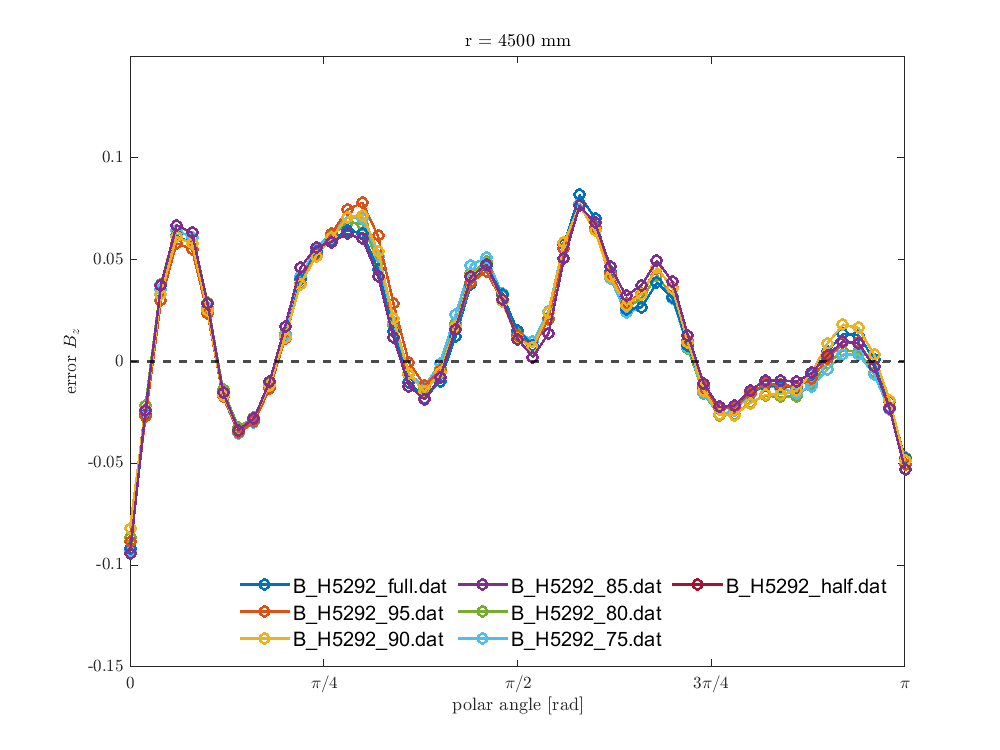 r = 4500 mm
error B_z
0.1
0.05
0
-0.05
-0.1
-0.15
B_H5292_full.dat B_H5292_85.dat B_H5292_half.dat
B_H5292_95.dat B_H5292_80.dat
B_H5292_90.dat B_H5292_75.dat
0 π/4 π/2 3π/4 π
polar angle [rad]